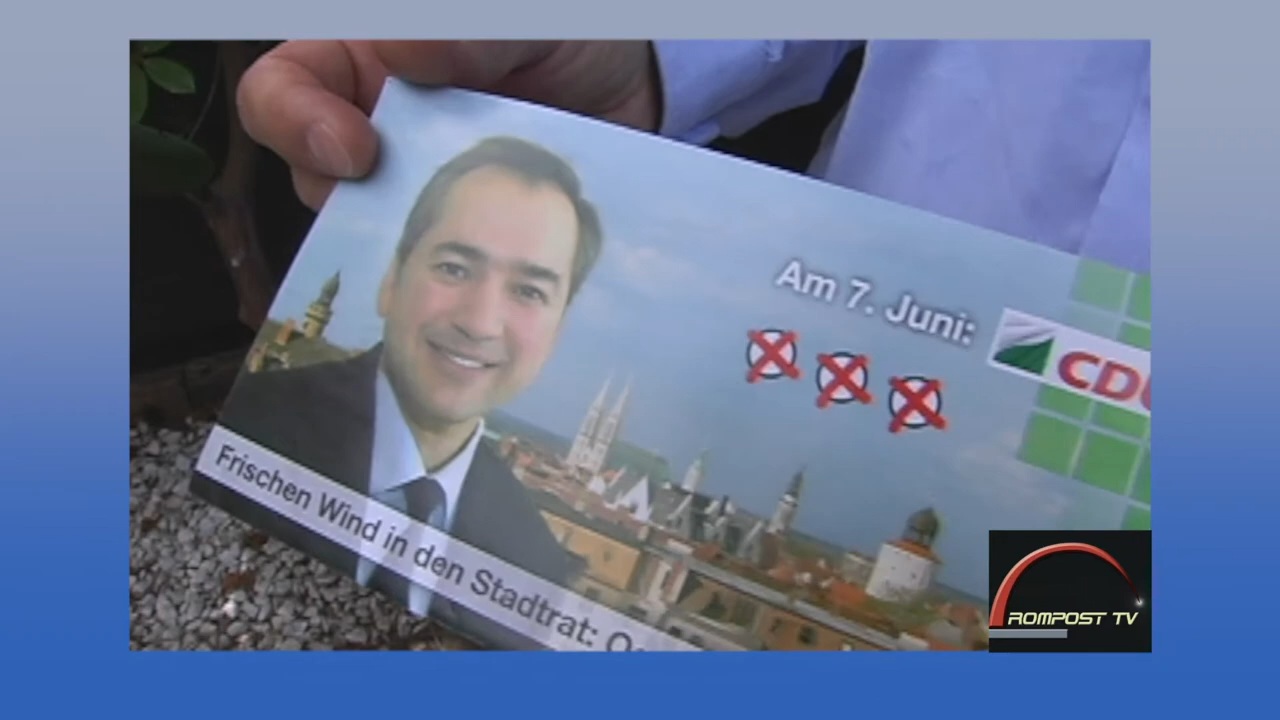 Am 7. Juni:
CDU
Frischen Wind in den Stadtrat:
ROMPOST TV